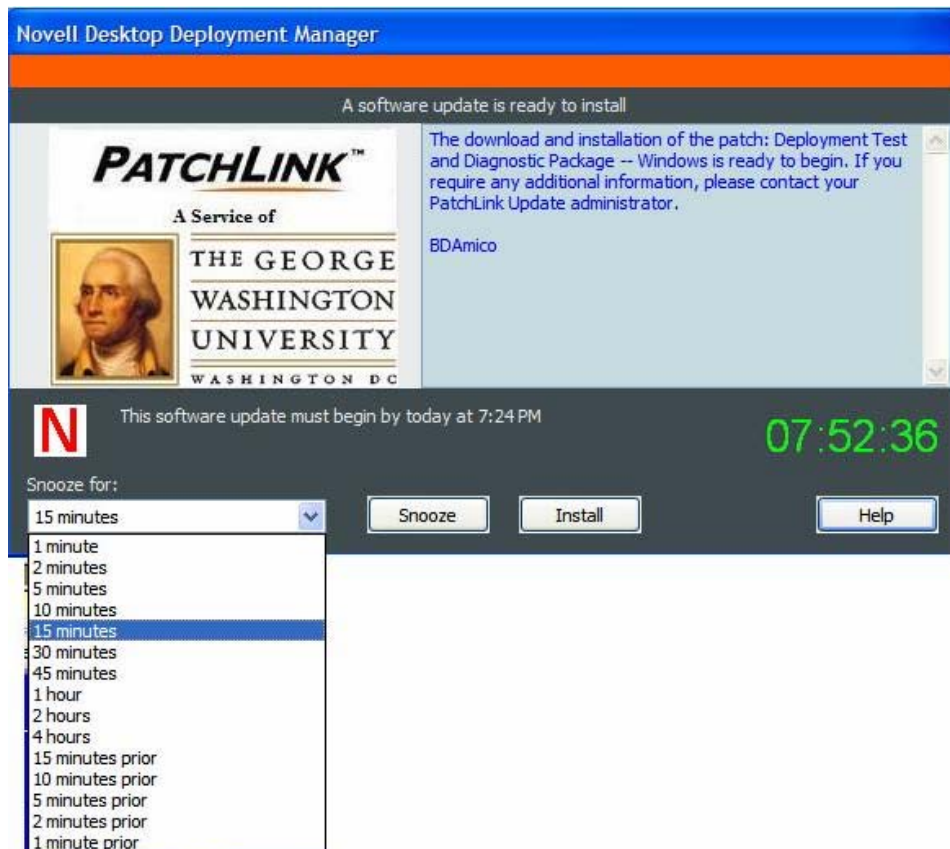 Novell Desktop Deployment Manager
A software update is ready to install
PATCHLINK™
A Service of
THE GEORGE
WASHINGTON
UNIVERSITY
WASHINGTON DC
The download and installation of the patch: Deployment Test
and Diagnostic Package -- Windows is ready to begin. If you
require any additional information, please contact your
PatchLink Update administrator.
BDAmico
N
This software update must begin by today at 7:24 PM
07:52:36
Snooze for:
15 minutes
Snooze
Install
Help
1 minute
2 minutes
5 minutes
10 minutes
15 minutes
30 minutes
45 minutes
1 hour
2 hours
4 hours
15 minutes prior
10 minutes prior
5 minutes prior
2 minutes prior
1 minute prior